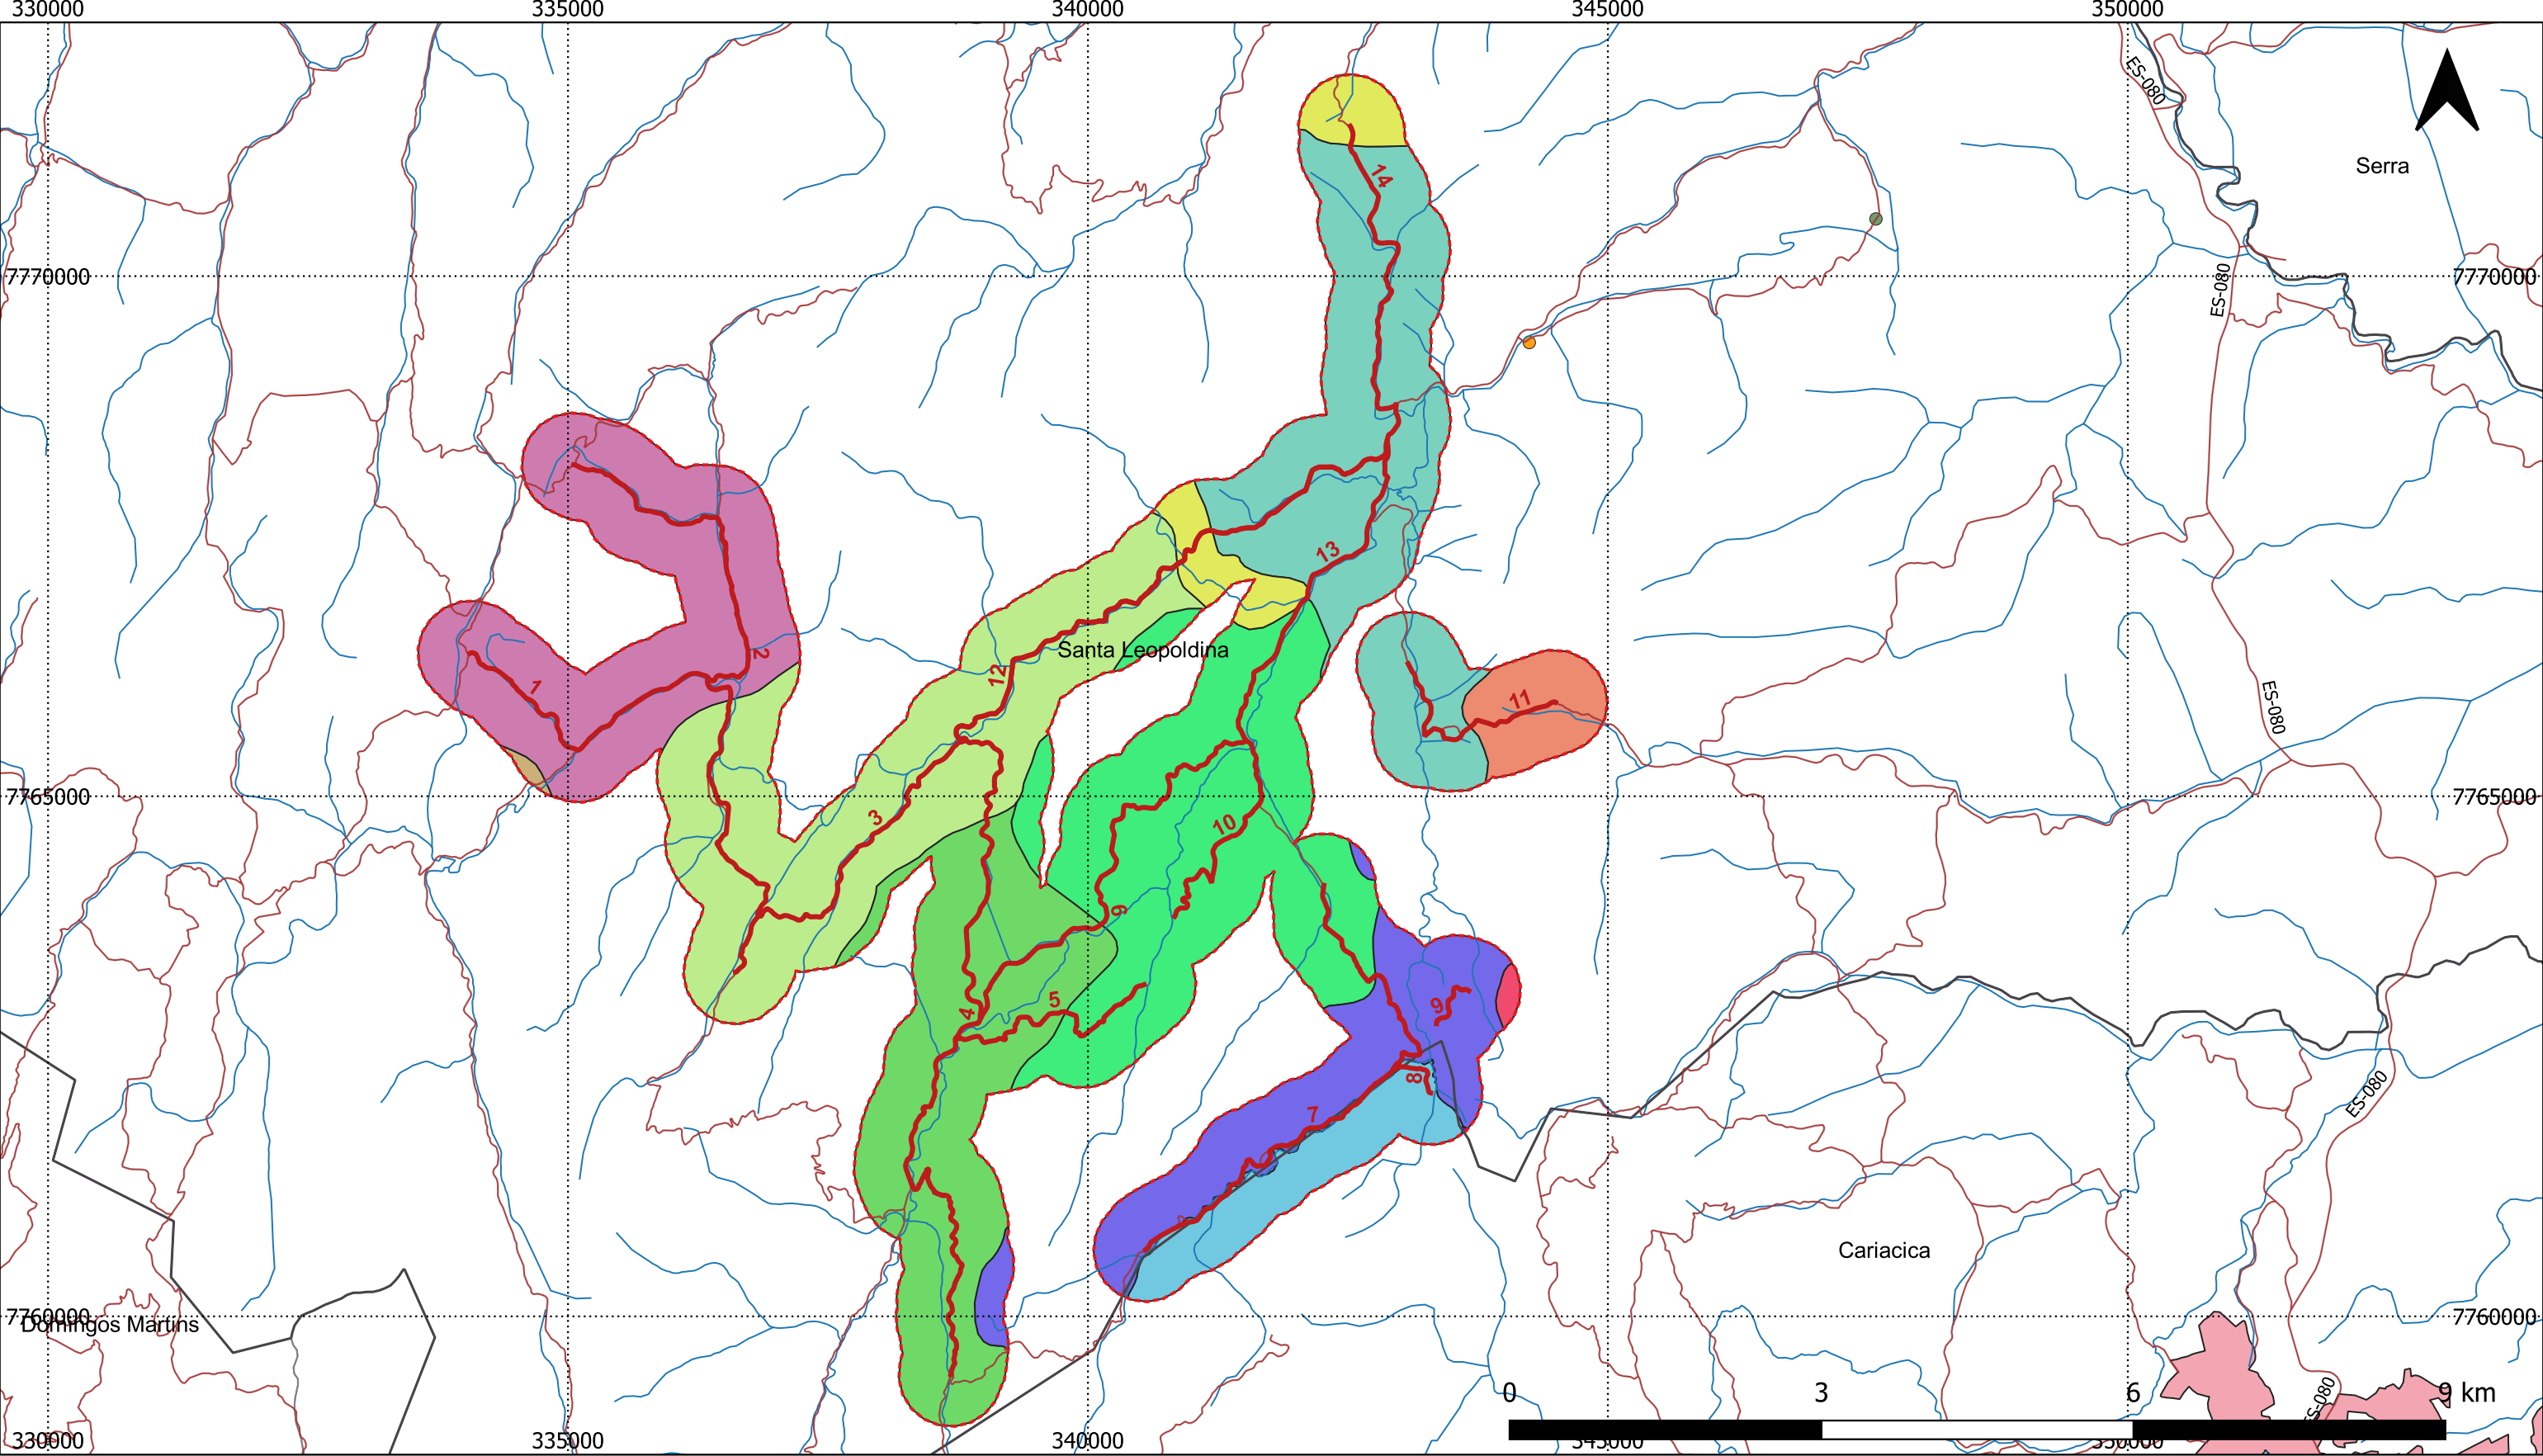 330000 335000 340000 345000 350000
ES-080
Serra
14
7770000 7770000
ES-080
13
Santa Leopoldina
2
12
1
11
ES-080
7765000 7765000
3
10
6
5
9
4
8
7
ES-080
Cariacica
7760000 7760000
Domingos Martins
0 3 6 9 km
ES-080
330000 335000 340000 345000 350000